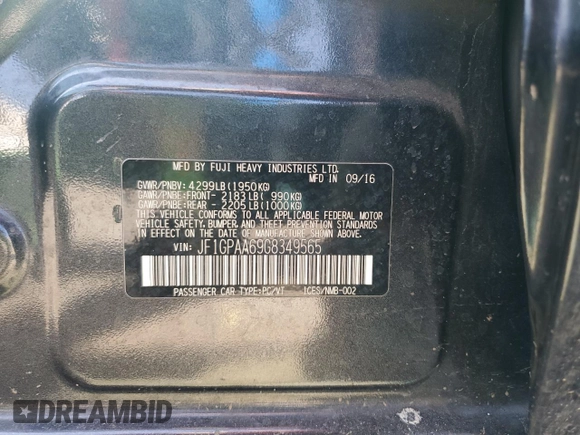 MFD BY FUJI HEAVY INDUSTRIES LTD.
MFD IN 09/16
GVWR/PNBV: 4299LB(1950KG)
GAWR/PNBE:FRONT- 2183LB( 990KG)
GAWR/PNBE:REAR - 2205LB(1000KG)
THIS VEHICLE CONFORMS TO ALL APPLICABLE FEDERAL MOTOR
VEHICLE SAFETY, BUMPER, AND THEFT PREVENTION STANDARDS
IN EFFECT ON THE DATE OF MANUFACTURE SHOWN ABOVE.
VIN: JF1GPAA69G8349565
PASSENGER CAR TYPE:PC/VT ICES/NMB-002
DREAMBID